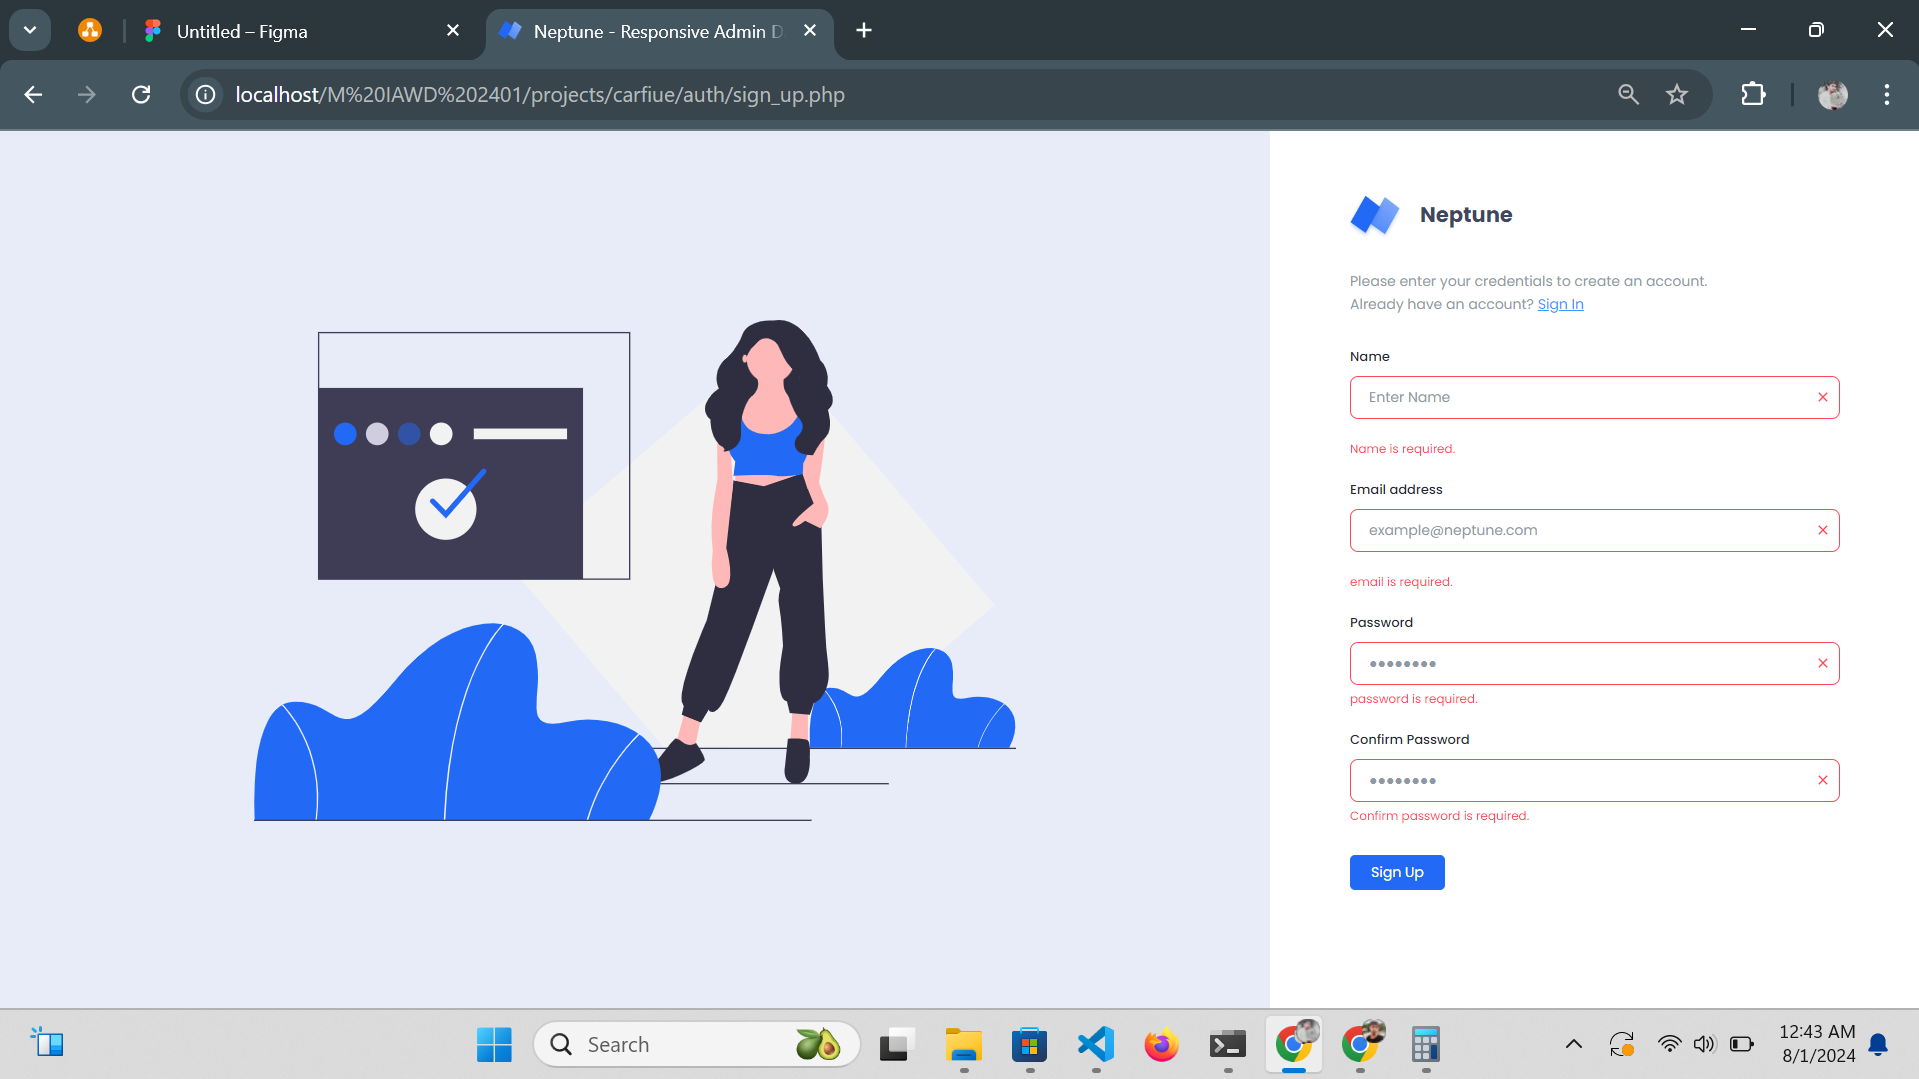 Untitled – Figma
Neptune - Responsive Admin D
localhost/M%20IAWD%202401/projects/carfiue/auth/sign_up.php
Neptune
Please enter your credentials to create an account.
Already have an account? Sign In
Name
Enter Name
Name is required.
Email address
example@neptune.com
email is required.
Password
●●●●●●●●
password is required.
Confirm Password
●●●●●●●●
Confirm password is required.
Sign Up
Search
12:43 AM
8/1/2024